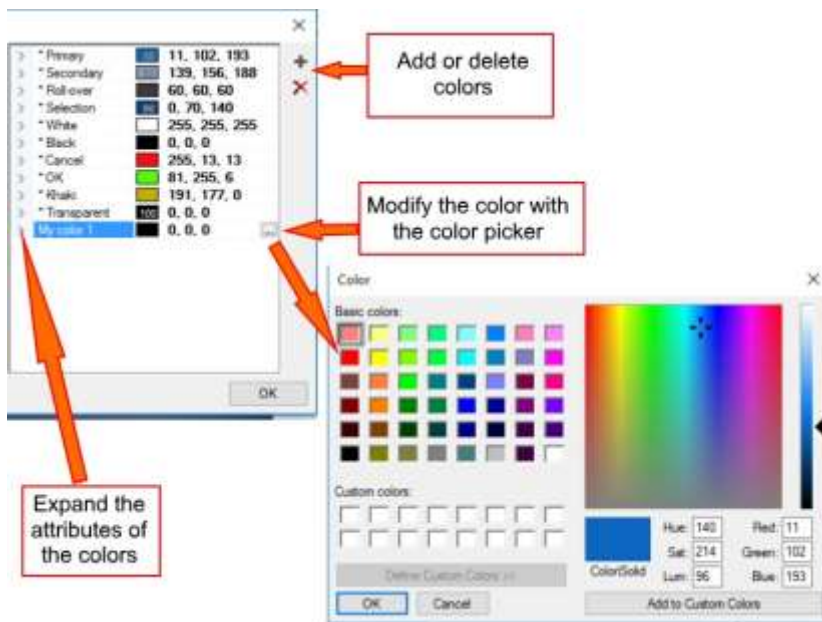 * Primary 11, 102, 193
* Secondary 139, 156, 188
* Roll-over 60, 60, 60
* Selection 0, 70, 140
* White 255, 255, 255
* Black 0, 0, 0
* Cancel 255, 13, 13
* OK 81, 255, 6
* Khaki 191, 177, 0
* Transparent 100 0, 0, 0
My color 1 0, 0, 0
OK
Add or delete
colors
Modify the color with
the color picker
Expand the
attributes of
the colors
Color
Basic colors:
Custom colors:
Define Custom Colors >>
OK Cancel
Color|Solid
Hue: 140 Red: 11
Sat: 214 Green: 102
Lum: 96 Blue: 193
Add to Custom Colors